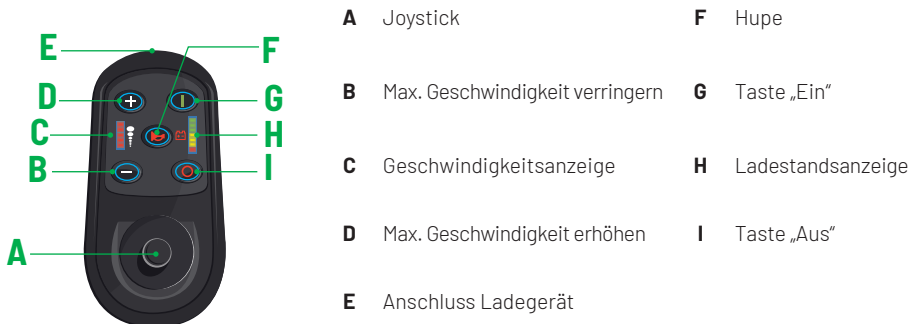 E
F
D
G
C
H
B
I
A
A Joystick
B Max. Geschwindigkeit verringern
C Geschwindigkeitsanzeige
D Max. Geschwindigkeit erhöhen
E Anschluss Ladegerät
F Hupe
G Taste „Ein“
H Ladestandsanzeige
I Taste „Aus“